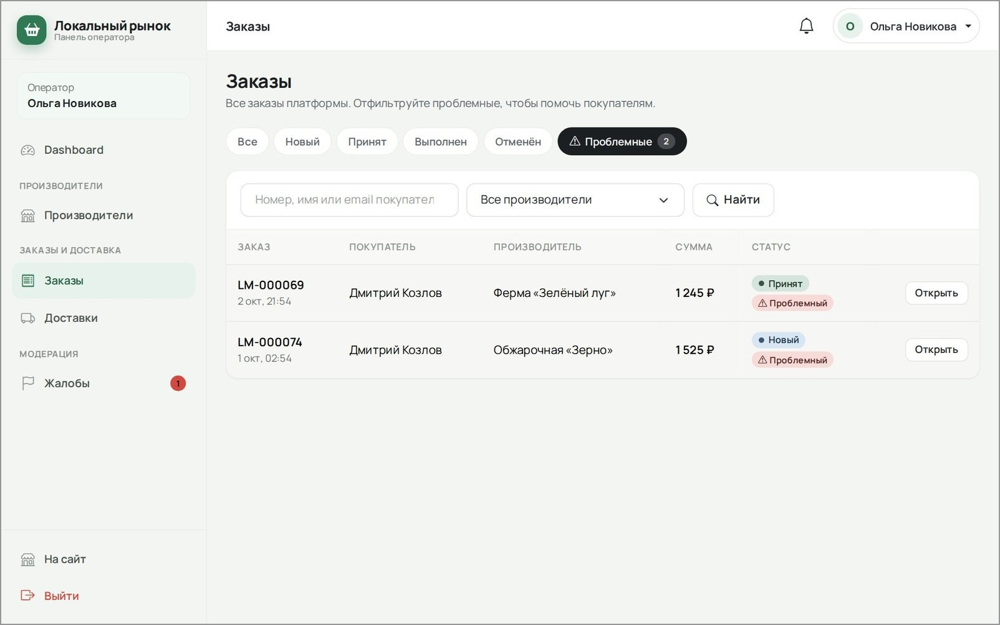 Локальный рынок
Панель оператора
Оператор
Ольга Новикова
Dashboard
ПРОИЗВОДИТЕЛИ
Производители
ЗАКАЗЫ И ДОСТАВКА
Заказы
Доставки
МОДЕРАЦИЯ
Жалобы 1
На сайт
Выйти
Заказы
О Ольга Новикова
Заказы
Все заказы платформы. Отфильтруйте проблемные, чтобы помочь покупателям.
Все Новый Принят Выполнен Отменён Проблемные 2
Номер, имя или email покупател Все производители Найти
ЗАКАЗ ПОКУПАТЕЛЬ ПРОИЗВОДИТЕЛЬ СУММА СТАТУС
LM-000069 Дмитрий Козлов Ферма «Зелёный луг» 1 245 ₽ Принят Открыть
2 окт, 21:54 Проблемный
LM-000074 Дмитрий Козлов Обжарочная «Зерно» 1 525 ₽ Новый Открыть
1 окт, 02:54 Проблемный